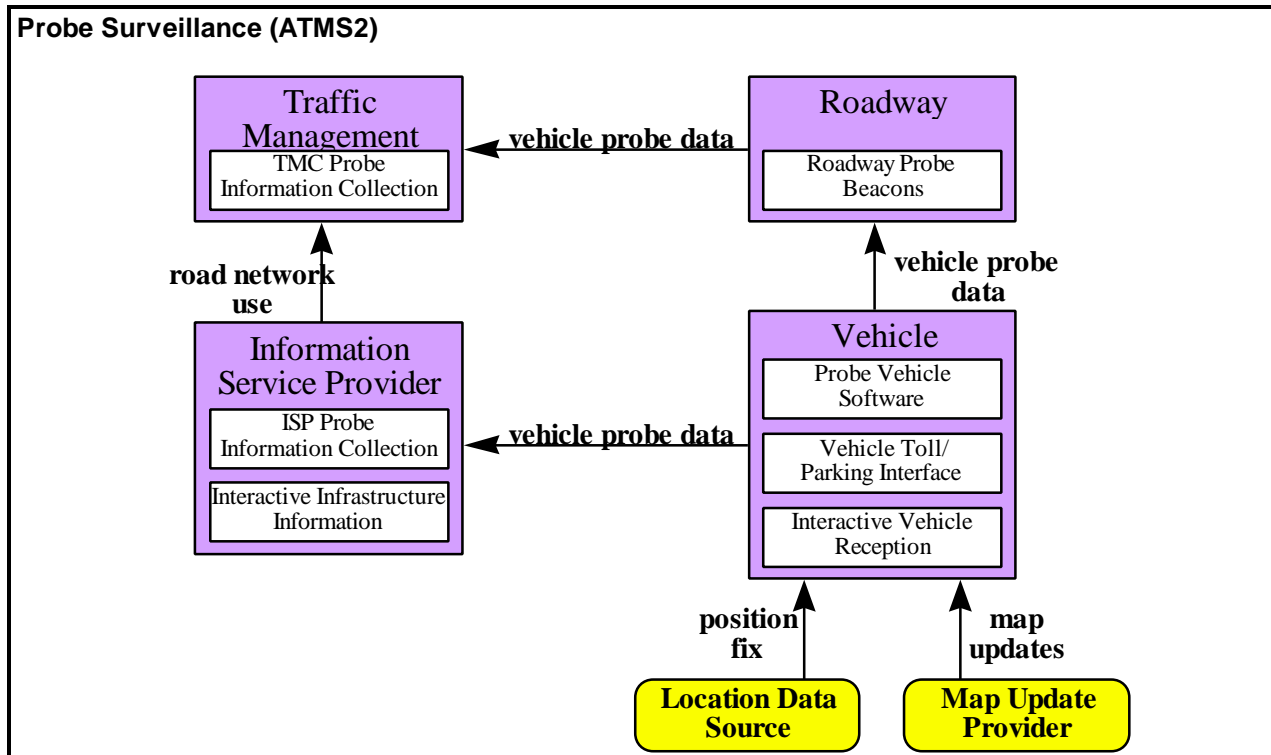 Probe Surveillance (ATMS2)
Traffic
Management
TMC Probe
Information Collection
vehicle probe data
Roadway
Roadway Probe
Beacons
road network
use
vehicle probe
data
Information
Service Provider
ISP Probe
Information Collection
Interactive Infrastructure
Information
vehicle probe data
Vehicle
Probe Vehicle
Software
Vehicle Toll/
Parking Interface
Interactive Vehicle
Reception
position
fix
map
updates
Location Data
Source
Map Update
Provider